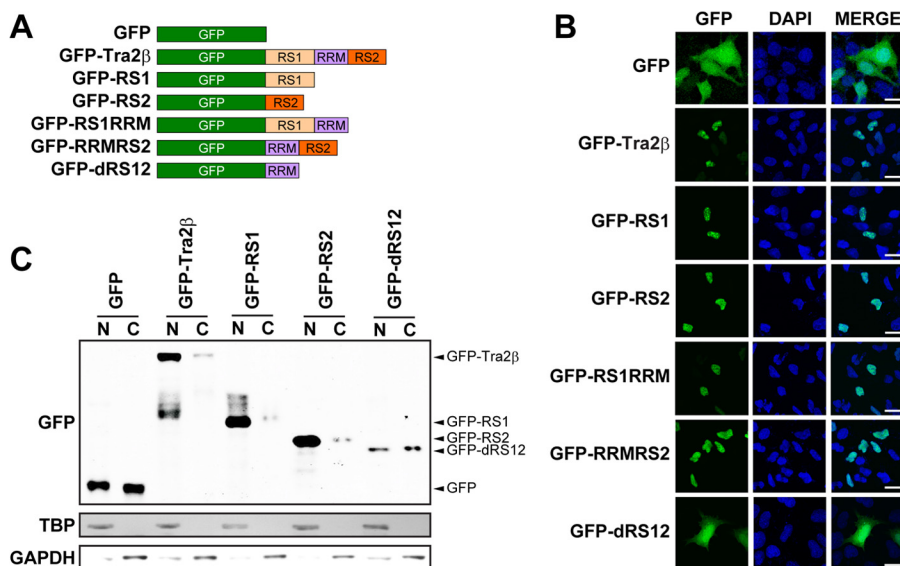 A
GFP GFP
GFP-Tra2β GFP RS1 RRM RS2
GFP-RS1 GFP RS1
GFP-RS2 GFP RS2
GFP-RS1RRM GFP RS1 RRM
GFP-RRMRS2 GFP RRM RS2
GFP-dRS12 GFP RRM
B
GFP DAPI MERGE
GFP
GFP-Tra2β
GFP-RS1
GFP-RS2
GFP-RS1RRM
GFP-RRMRS2
GFP-dRS12
C
GFP GFP-Tra2β GFP-RS1 GFP-RS2 GFP-dRS12
N C N C N C N C N C
GFP
GFP-Tra2β
GFP-RS1
GFP-RS2
GFP-dRS12
GFP
TBP
GAPDH